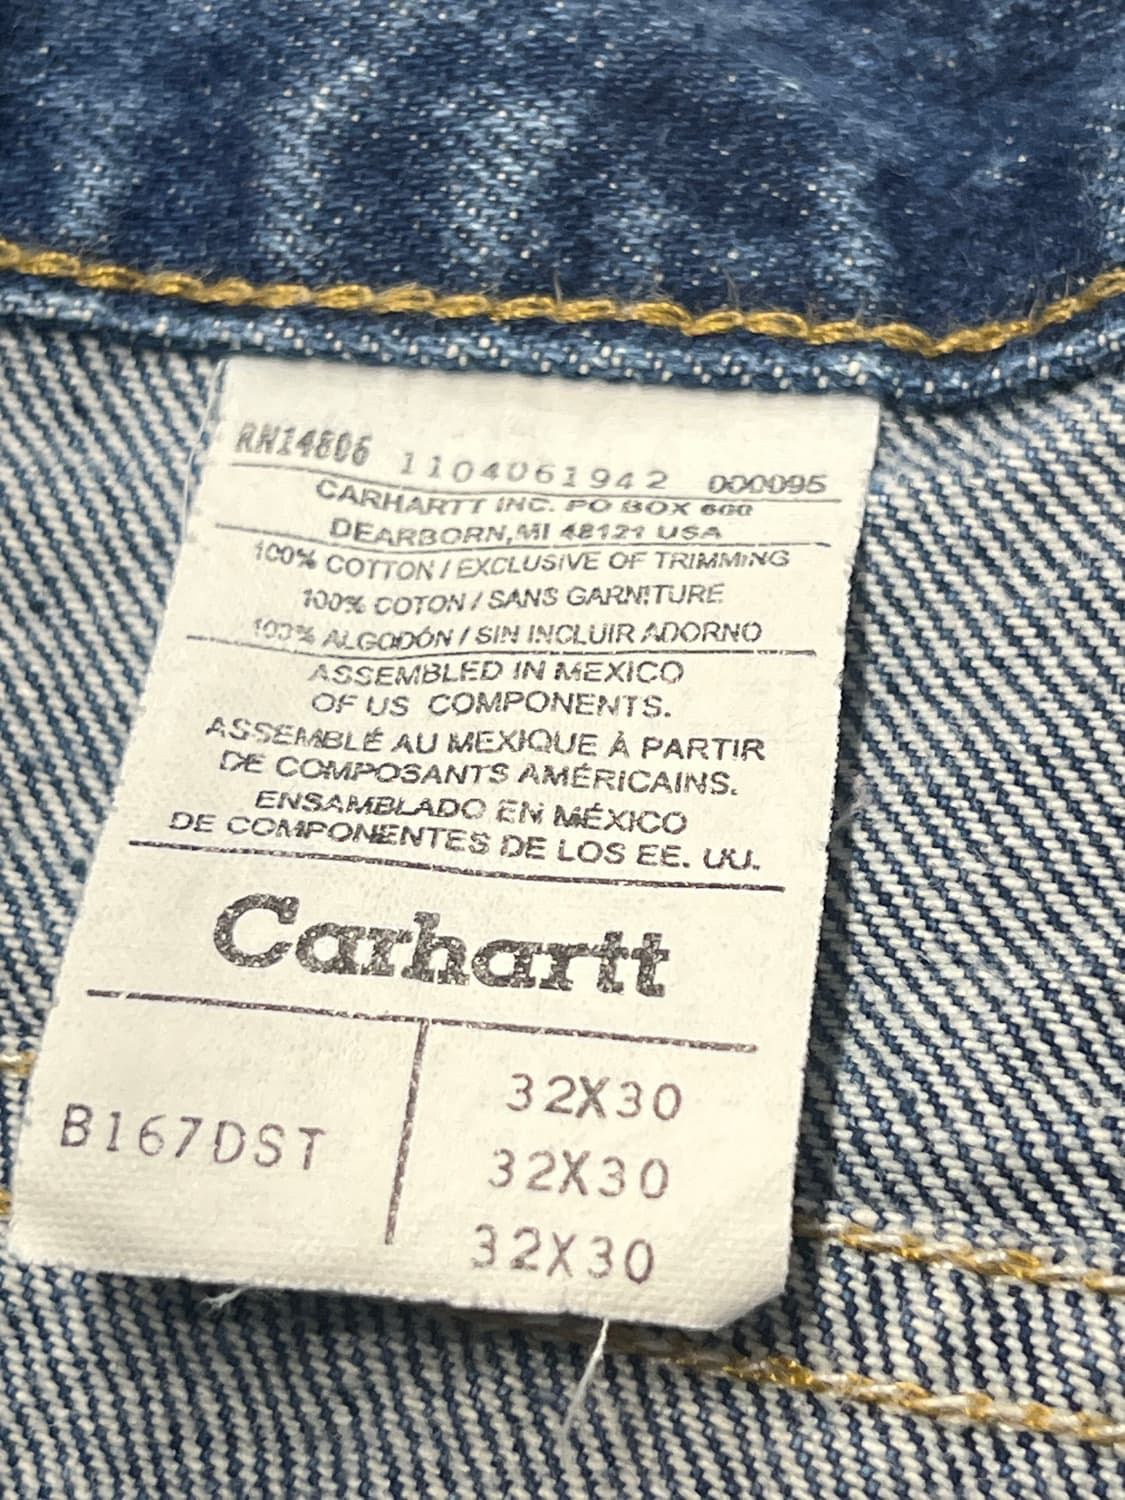 RN14806 1104061942 000095
CARHARTT INC. PO BOX 600
DEARBORN,MI 48121 USA
100% COTTON / EXCLUSIVE OF TRIMMING
100% COTON / SANS GARNITURE
100% ALGODÓN / SIN INCLUIR ADORNO
ASSEMBLED IN MEXICO
OF US COMPONENTS.
ASSEMBLÉ AU MEXIQUE À PARTIR
DE COMPOSANTS AMÉRICAINS.
ENSAMBLADO EN MÉXICO
DE COMPONENTES DE LOS EE. UU.
Carhartt
32X30
B167DST
32X30
32X30